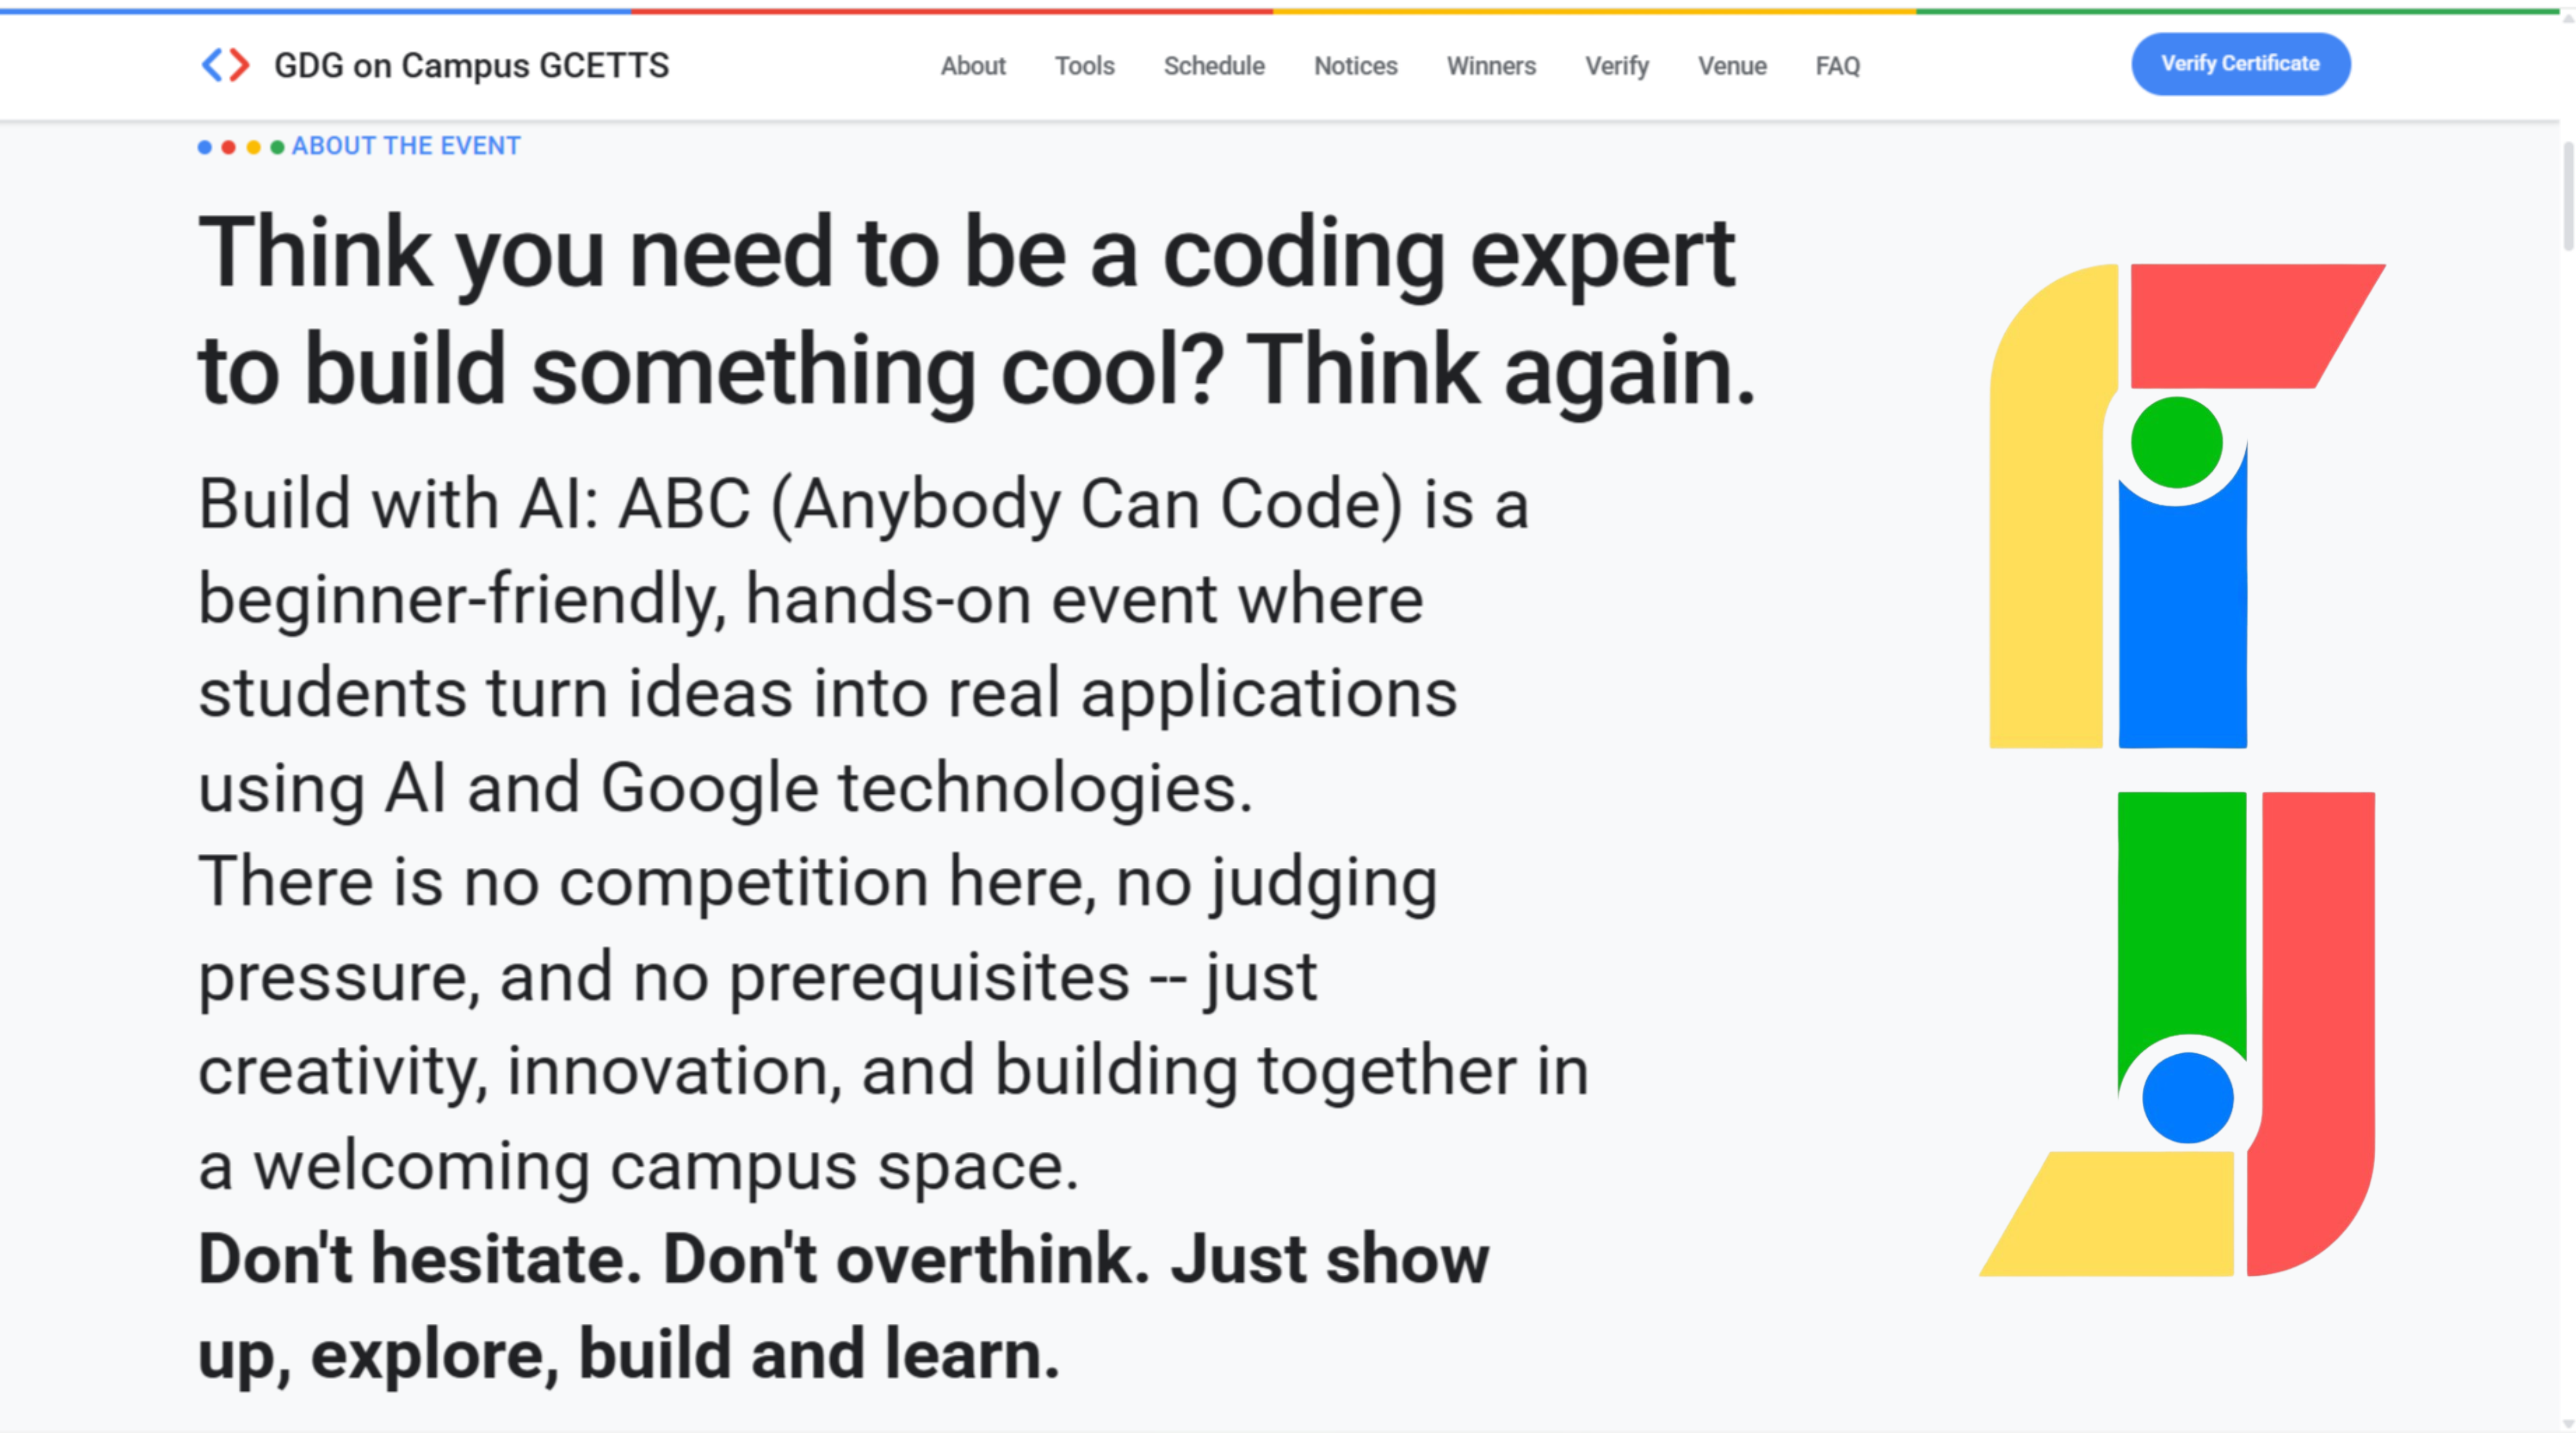 GDG on Campus GCETTS
About Tools Schedule Notices Winners Verify Venue FAQ
Verify Certificate
ABOUT THE EVENT
Think you need to be a coding expert
to build something cool? Think again.
Build with AI: ABC (Anybody Can Code) is a
beginner-friendly, hands-on event where
students turn ideas into real applications
using AI and Google technologies.
There is no competition here, no judging
pressure, and no prerequisites -- just
creativity, innovation, and building together in
a welcoming campus space.
Don't hesitate. Don't overthink. Just show
up, explore, build and learn.